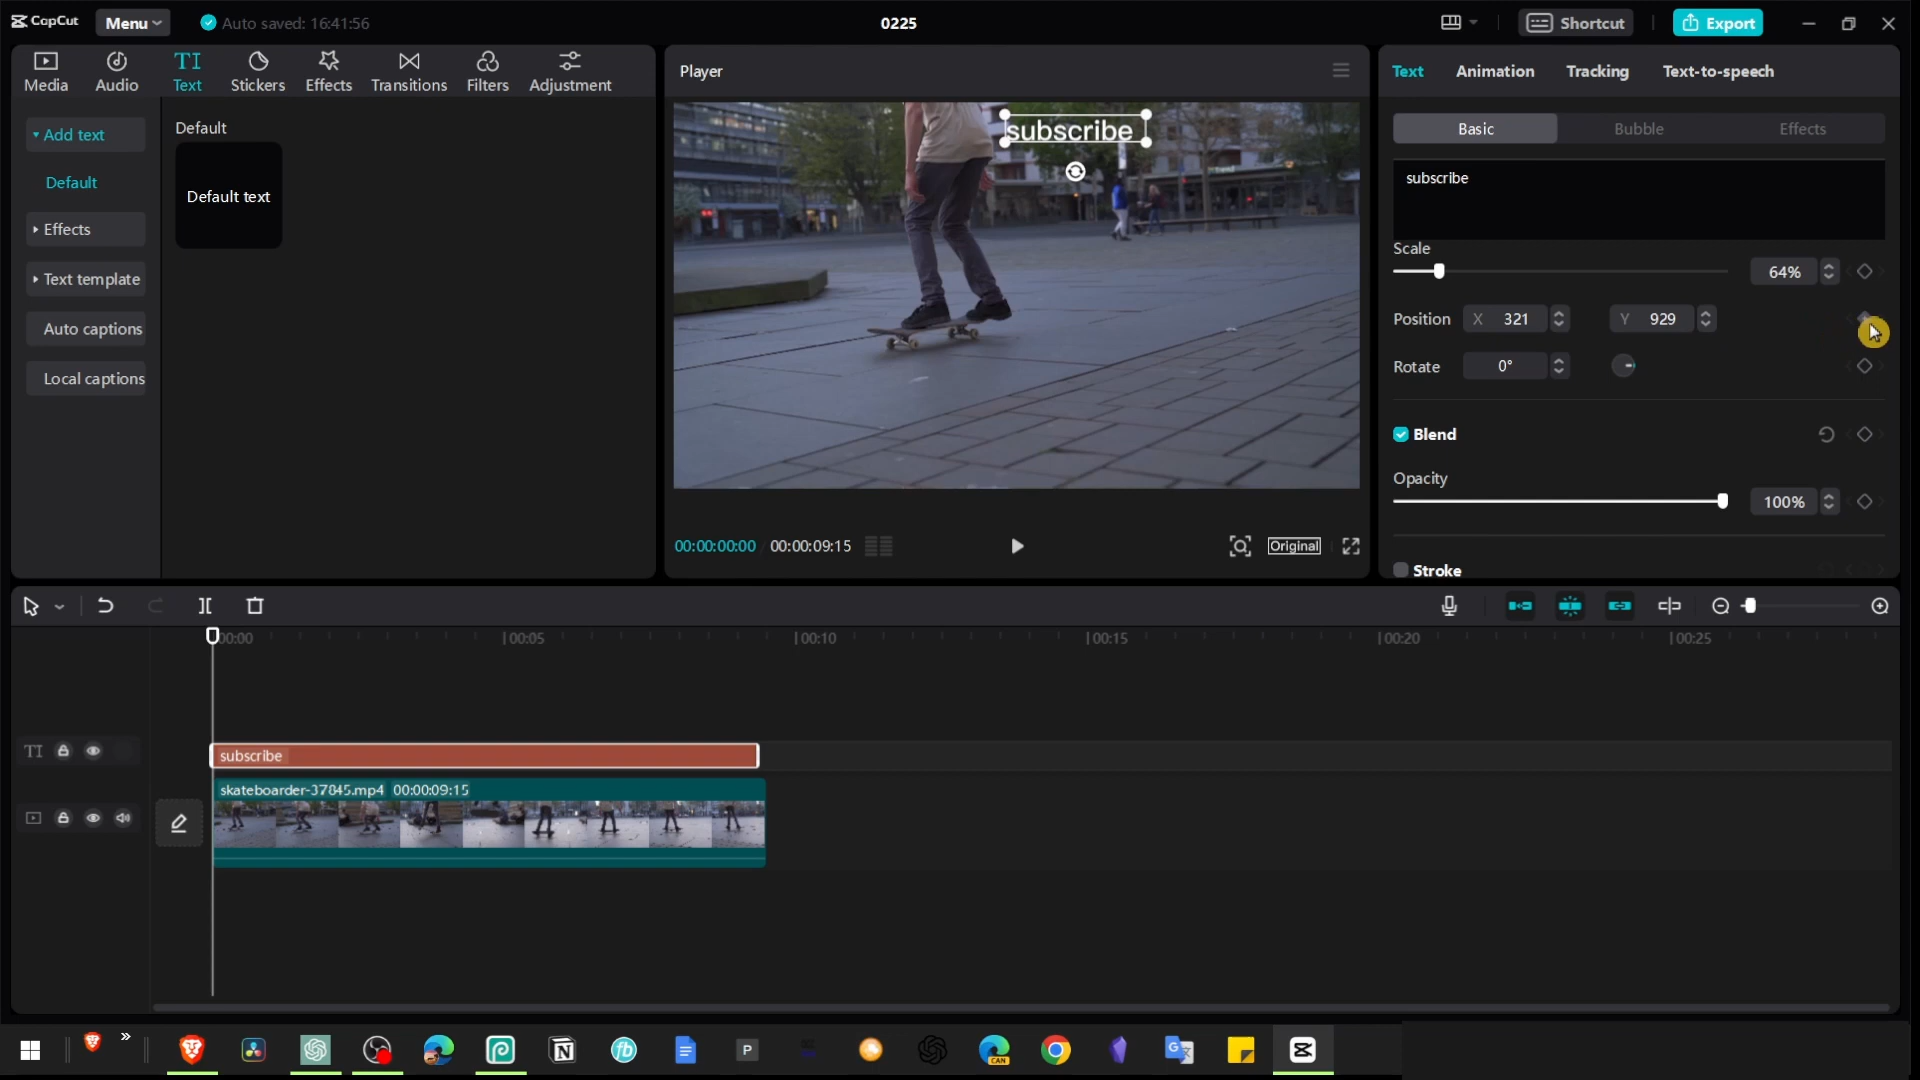 CapCut Menu Auto saved: 16:41:56 0225 Shortcut Export
Media Audio Text Stickers Effects Transitions Filters Adjustment
Add text
Default
Effects
Text template
Auto captions
Local captions
Default
Default text
Player
subscribe
00:00:00:00 00:00:09:15 Original
Text Animation Tracking Text-to-speech
Basic Bubble Effects
subscribe
Scale
64%
Position X 321 Y 929
Rotate 0°
Blend
Opacity
100%
Stroke
00:00 00:05 00:10 00:15 00:20 00:25
TI subscribe
skateboarder-37845.mp4 00:00:09:15
CAN